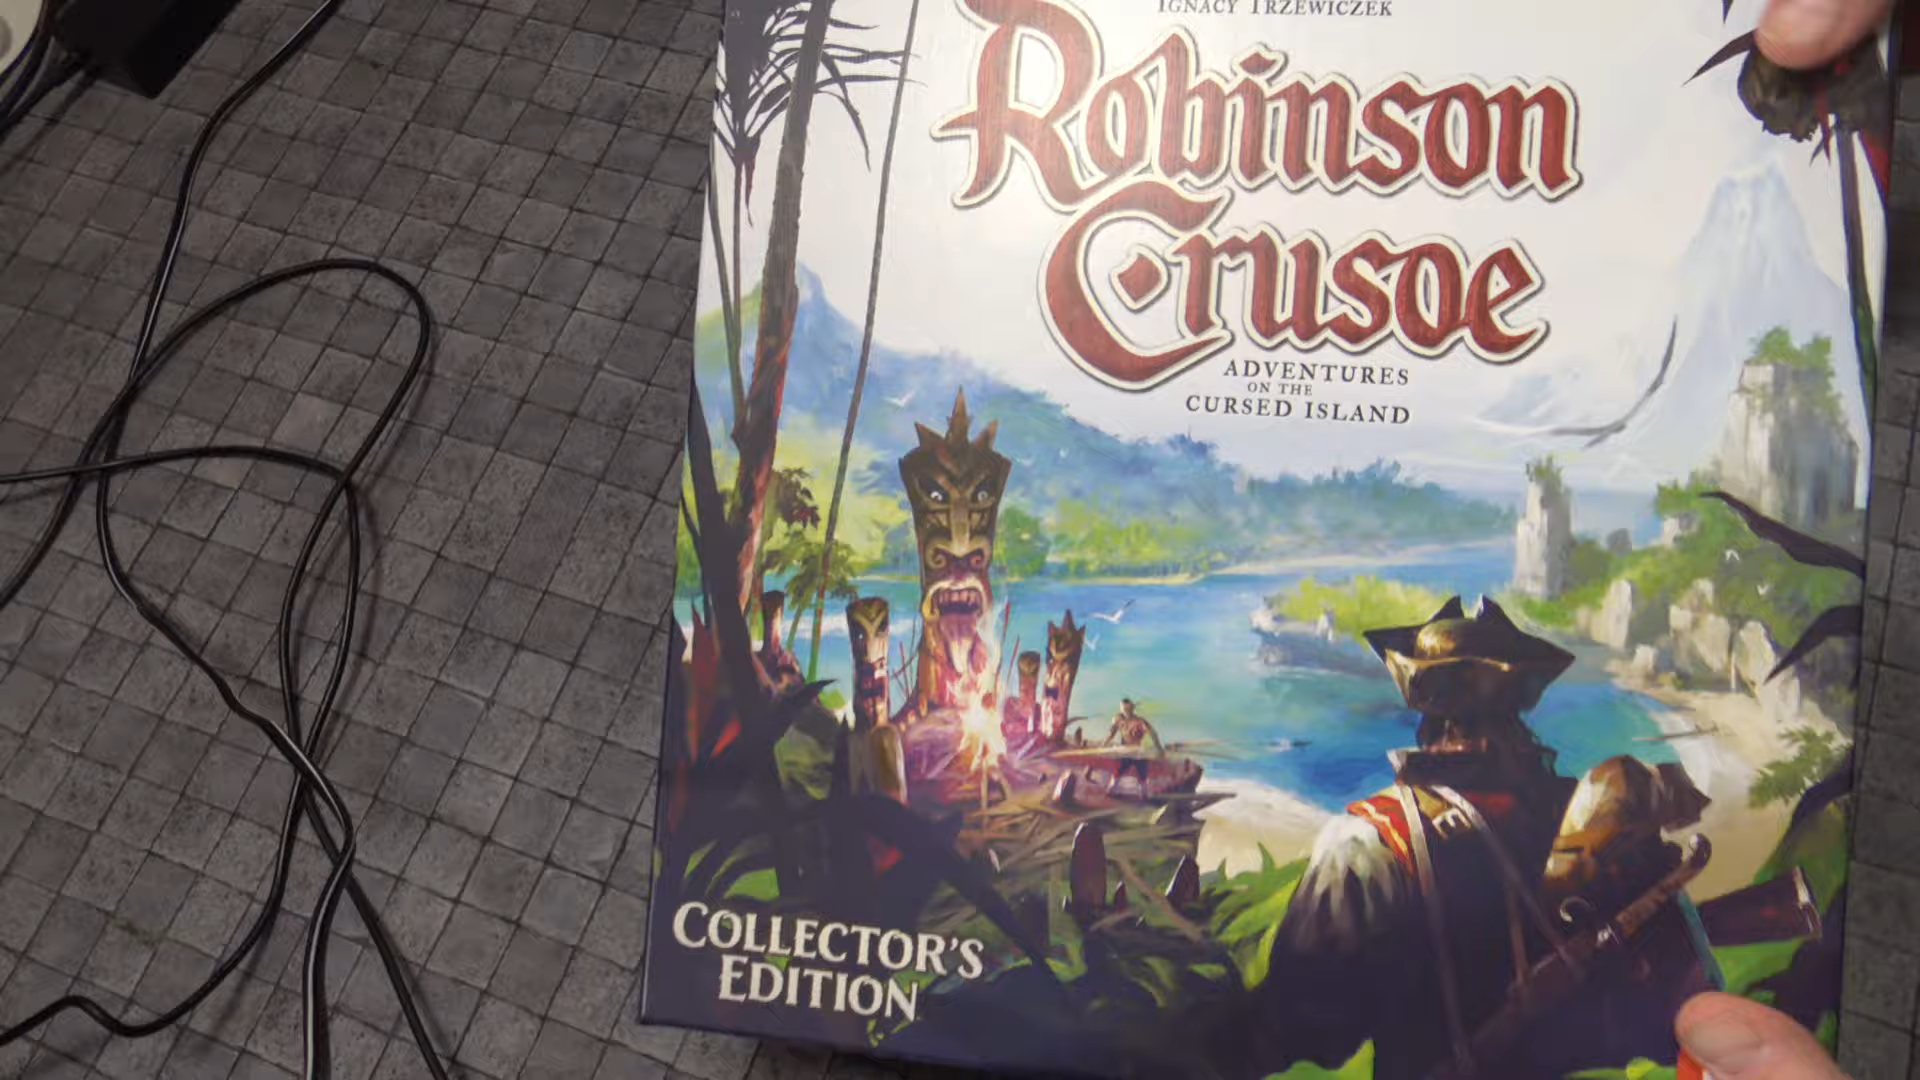 IGNACY TRZEWICZEK
Robinson
Crusoe
ADVENTURES
ON THE
CURSED ISLAND
COLLECTOR'S
EDITION